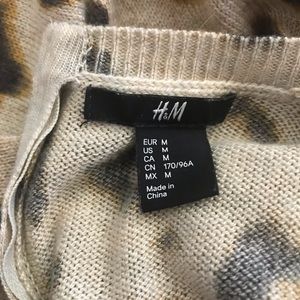 H&M
EUR M
US M
CA M
CN 170/96A
MX M
Made in
China